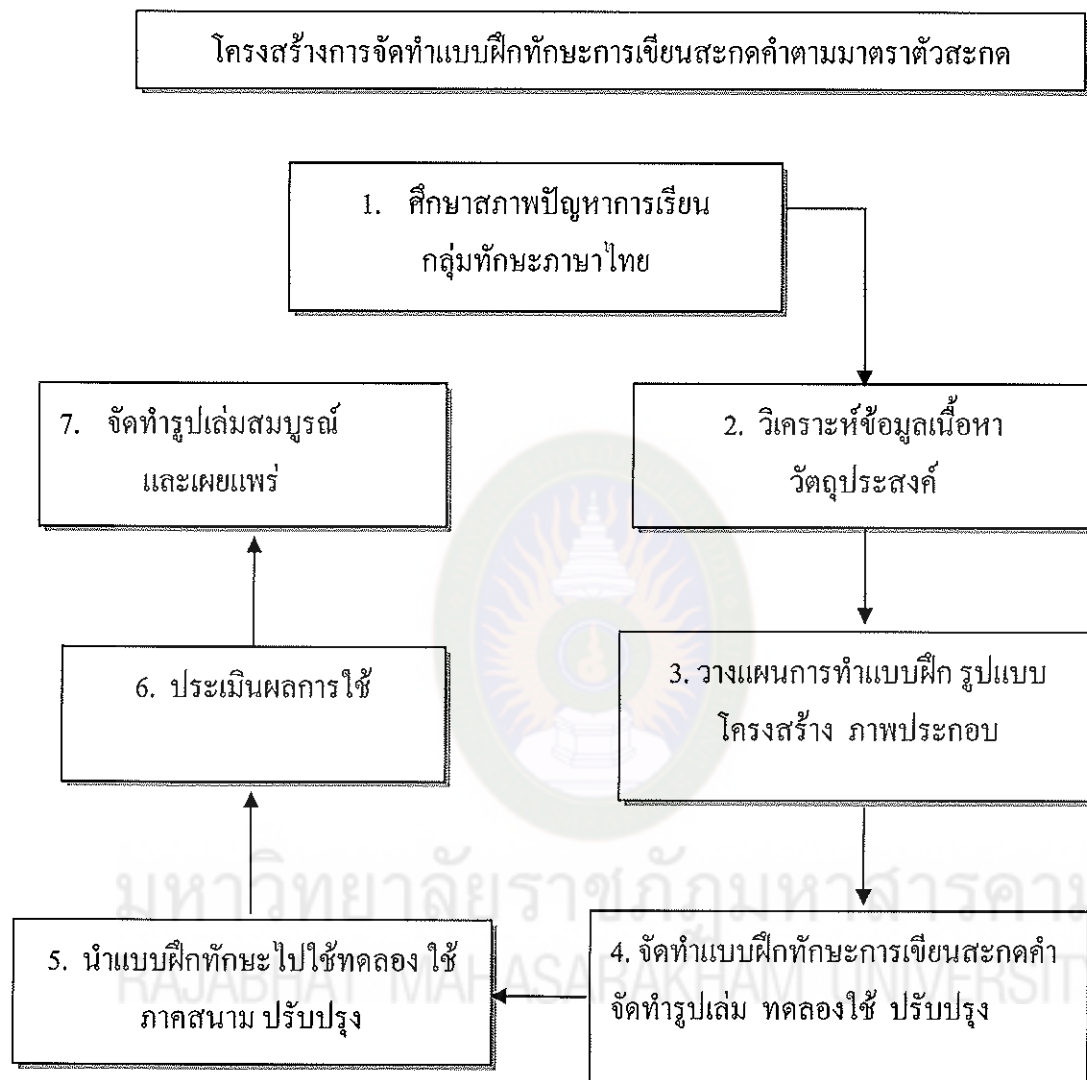 โครงสร้างการจัดทำแบบฝึกทักษะการเขียนสะกดคำตามมาตราตัวสะกด
1. ศึกษาสภาพปัญหาการเรียน
กลุ่มทักษะภาษาไทย
2. วิเคราะห์ข้อมูลเนื้อหา
วัตถุประสงค์
3. วางแผนการทำแบบฝึก รูปแบบ
โครงสร้าง ภาพประกอบ
4. จัดทำแบบฝึกทักษะการเขียนสะกดคำ
จัดทำรูปเล่ม ทดลองใช้ ปรับปรุง
5. นำแบบฝึกทักษะไปใช้ทดลอง ใช้
ภาคสนาม ปรับปรุง
6. ประเมินผลการใช้
7. จัดทำรูปเล่มสมบูรณ์
และเผยแพร่
มหาวิทยาลัยราชภัฏมหาสารคาม
RAJABHAT MAHASARAKHAM UNIVERSIT